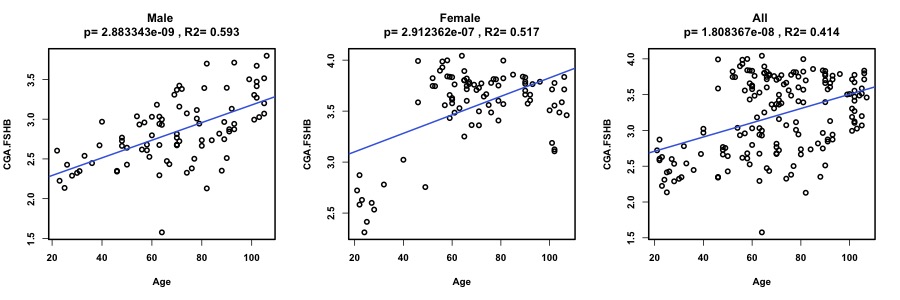 Male
p= 2.883343e-09 , R2= 0.593
CGA.FSHB
3.5
3.0
2.5
2.0
1.5
20 40 60 80 100
Age
Female
p= 2.912362e-07 , R2= 0.517
CGA.FSHB
4.0
3.5
3.0
2.5
20 40 60 80 100
Age
All
p= 1.808367e-08 , R2= 0.414
CGA.FSHB
4.0
3.5
3.0
2.5
2.0
1.5
20 40 60 80 100
Age